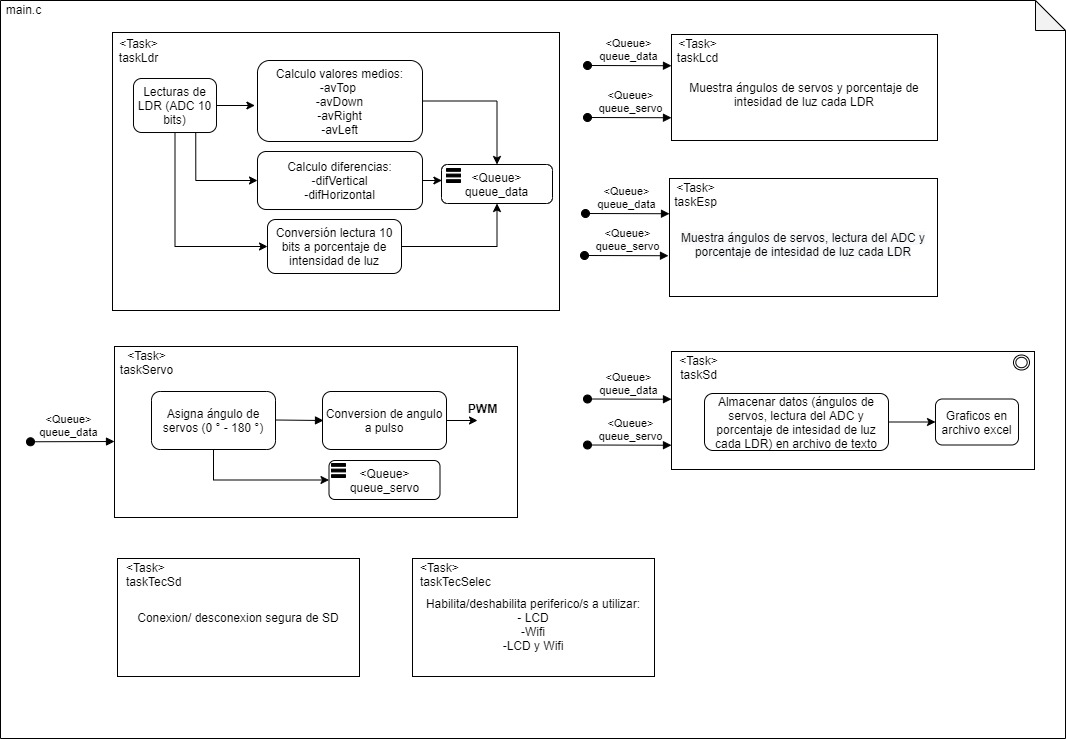 main.c
<Task>
taskLdr
Lecturas de
LDR (ADC 10
bits)
Calculo valores medios:
-avTop
-avDown
-avRight
-avLeft
Calculo diferencias:
-difVertical
-difHorizontal
Conversión lectura 10
bits a porcentaje de
intensidad de luz
<Queue>
queue_data
<Queue>
queue_data
<Queue>
queue_servo
<Task>
taskLcd
Muestra ángulos de servos y porcentaje de
intesidad de luz cada LDR
<Queue>
queue_data
<Queue>
queue_servo
<Task>
taskEsp
Muestra ángulos de servos, lectura del ADC y
porcentaje de intesidad de luz cada LDR
<Queue>
queue_data
<Task>
taskServo
Asigna ángulo de
servos (0 ° - 180 °)
Conversion de angulo
a pulso
PWM
<Queue>
queue_servo
<Queue>
queue_data
<Queue>
queue_servo
<Task>
taskSd
Almacenar datos (ángulos de
servos, lectura del ADC y
porcentaje de intesidad de luz
cada LDR) en archivo de texto
Graficos en
archivo excel
<Task>
taskTecSd
Conexion/ desconexion segura de SD
<Task>
taskTecSelec
Habilita/deshabilita periferico/s a utilizar:
- LCD
-Wifi
-LCD y Wifi